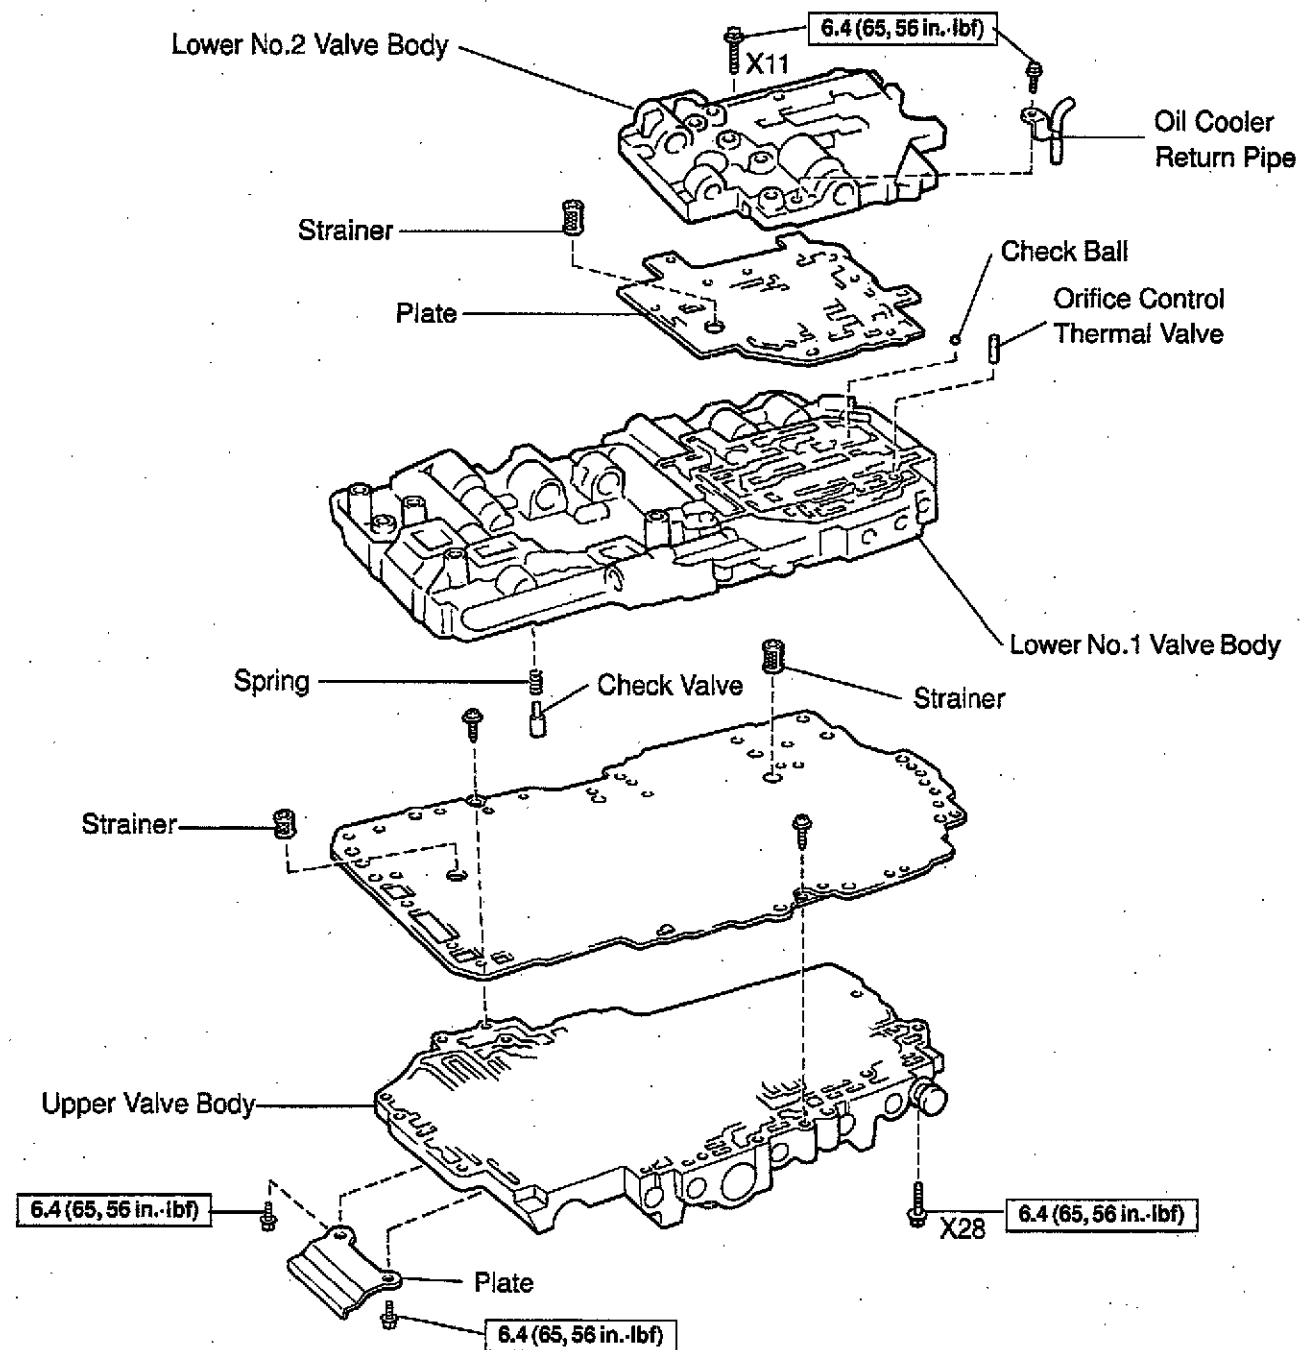 6.4 (65, 56 in.·lbf)
Lower No.2 Valve Body
X11
Oil Cooler
Return Pipe
Strainer
Check Ball
Orifice Control
Thermal Valve
Plate
Lower No.1 Valve Body
Spring
Check Valve
Strainer
Strainer
Upper Valve Body
6.4 (65, 56 in.·lbf)
X28
6.4 (65, 56 in.·lbf)
Plate
6.4 (65, 56 in.-lbf)